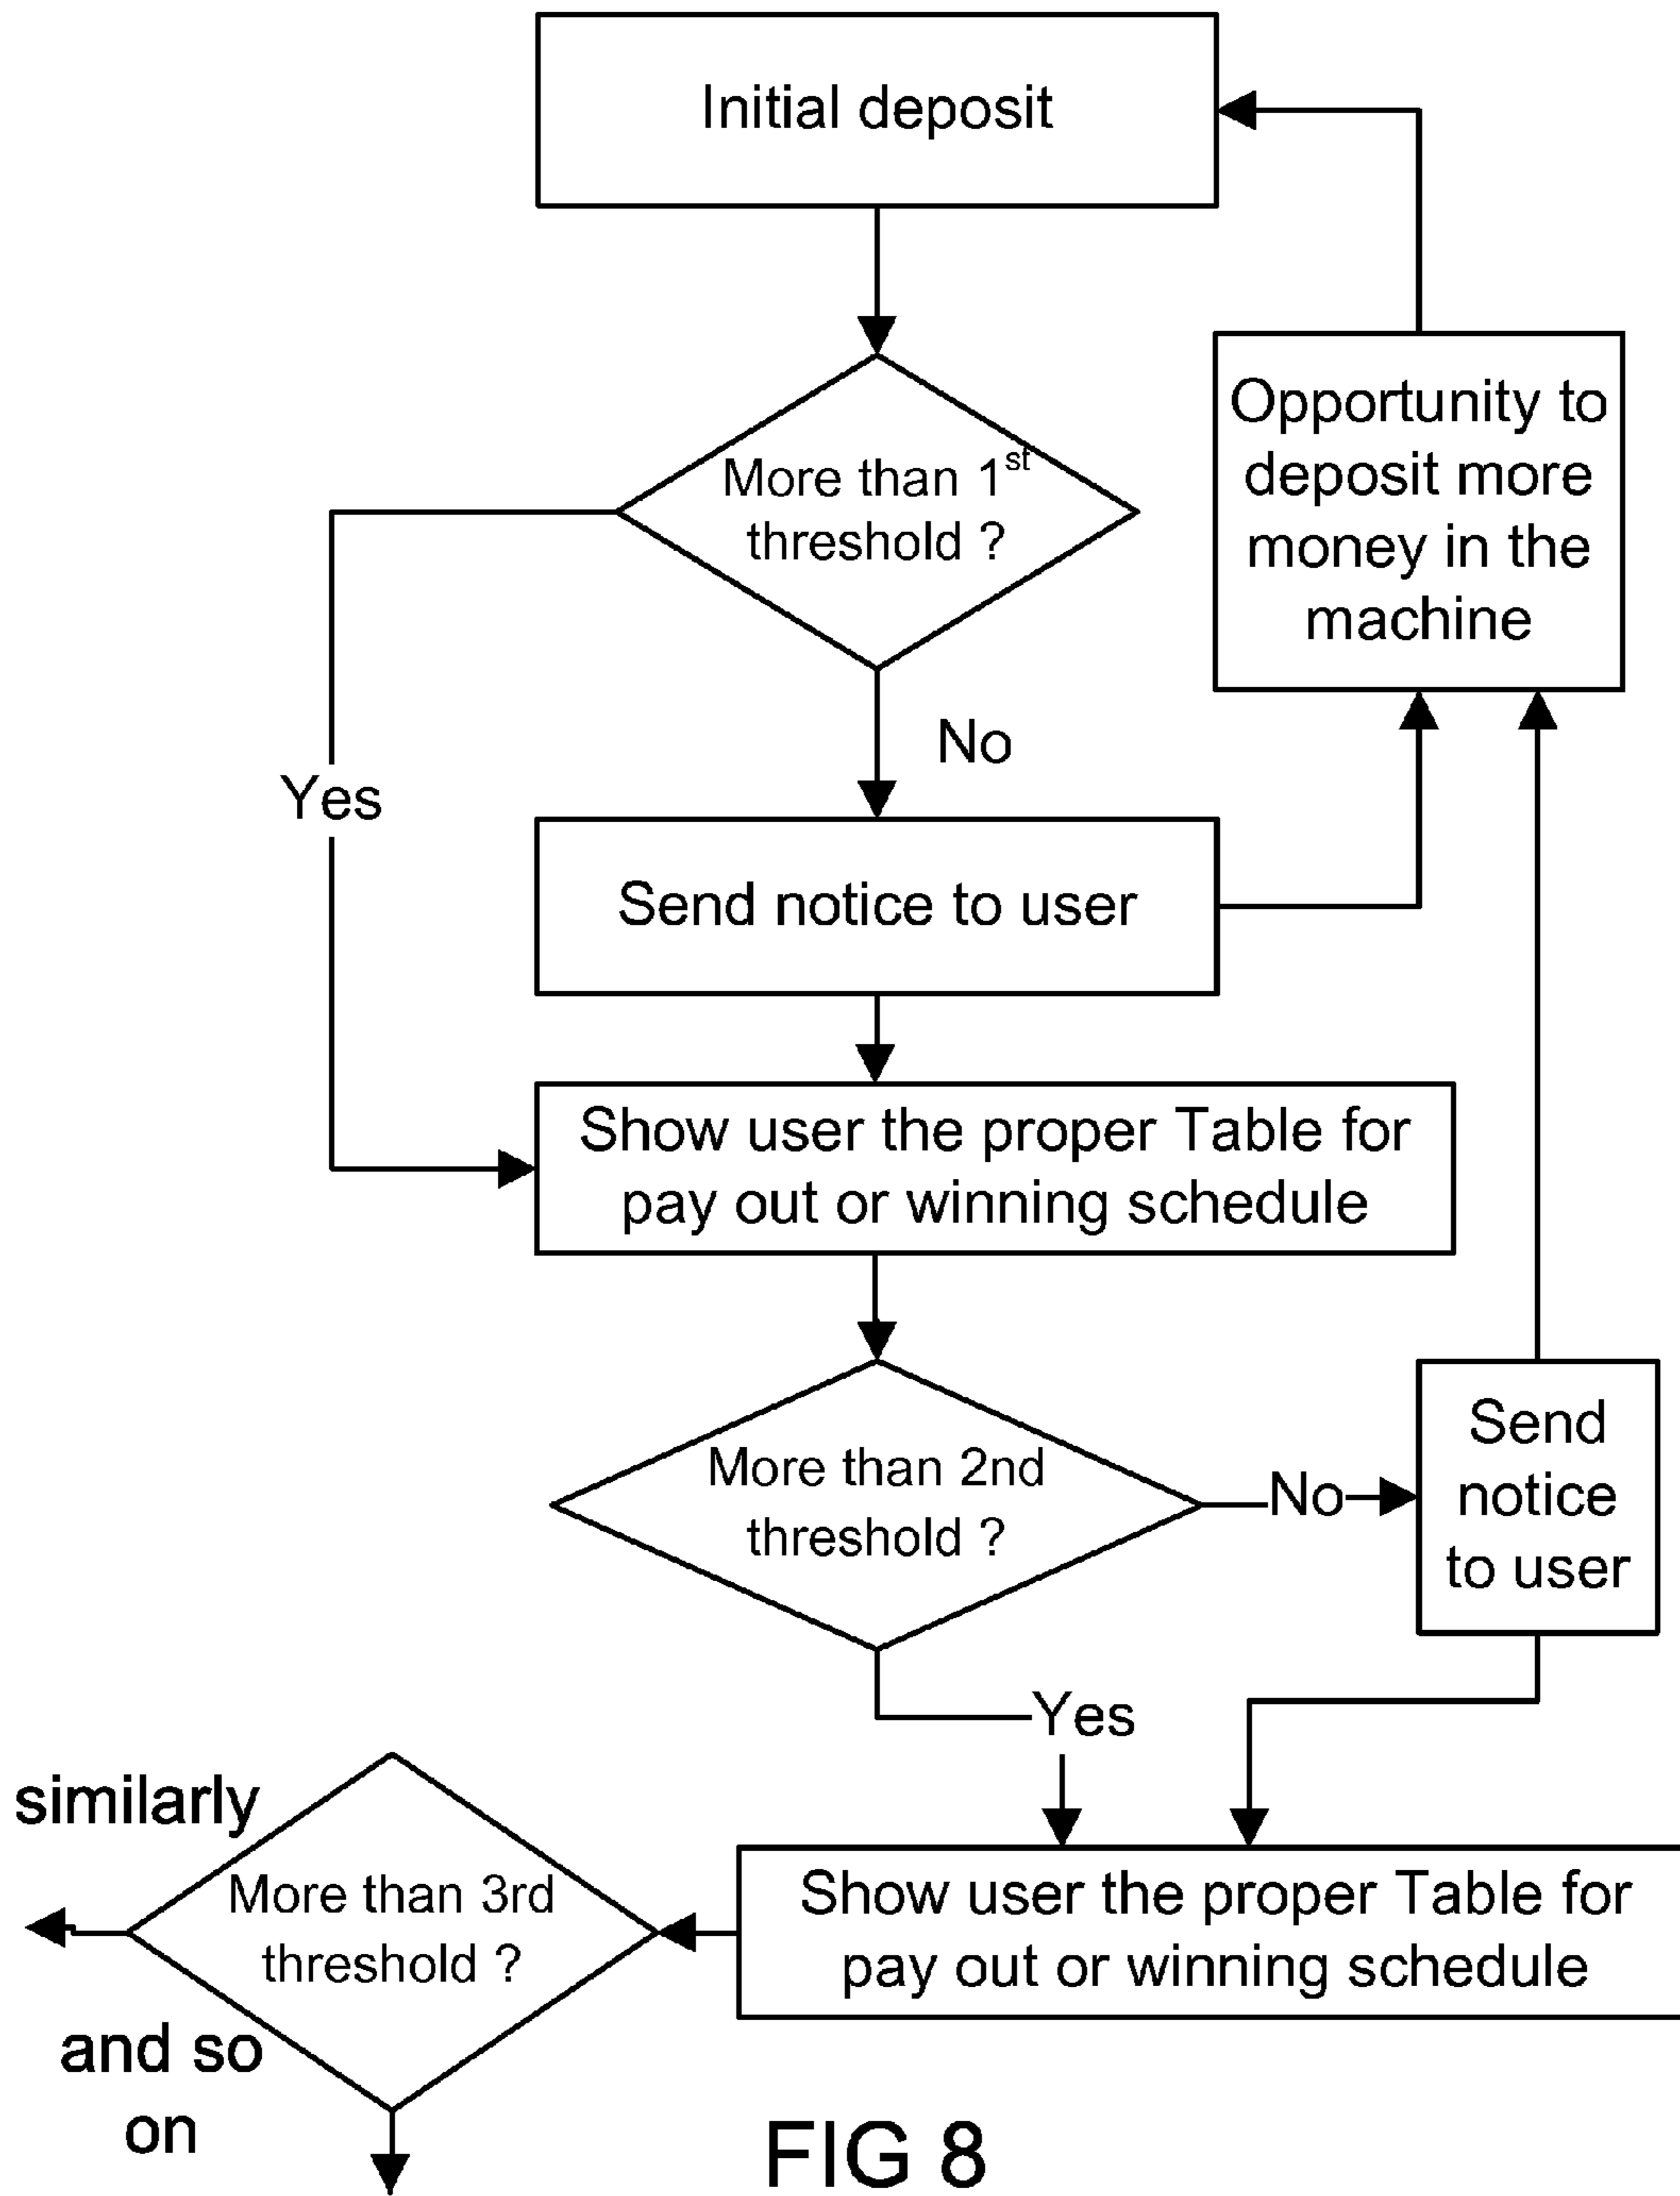 Initial deposit
Opportunity to
deposit more
money in the
machine
More than 1st
threshold ?
No
Yes
Send notice to user
Show user the proper Table for
pay out or winning schedule
More than 2nd
threshold ?
No
Send
notice
to user
Yes
similarly
More than 3rd
threshold ?
and so
on
Show user the proper Table for
pay out or winning schedule
FIG 8